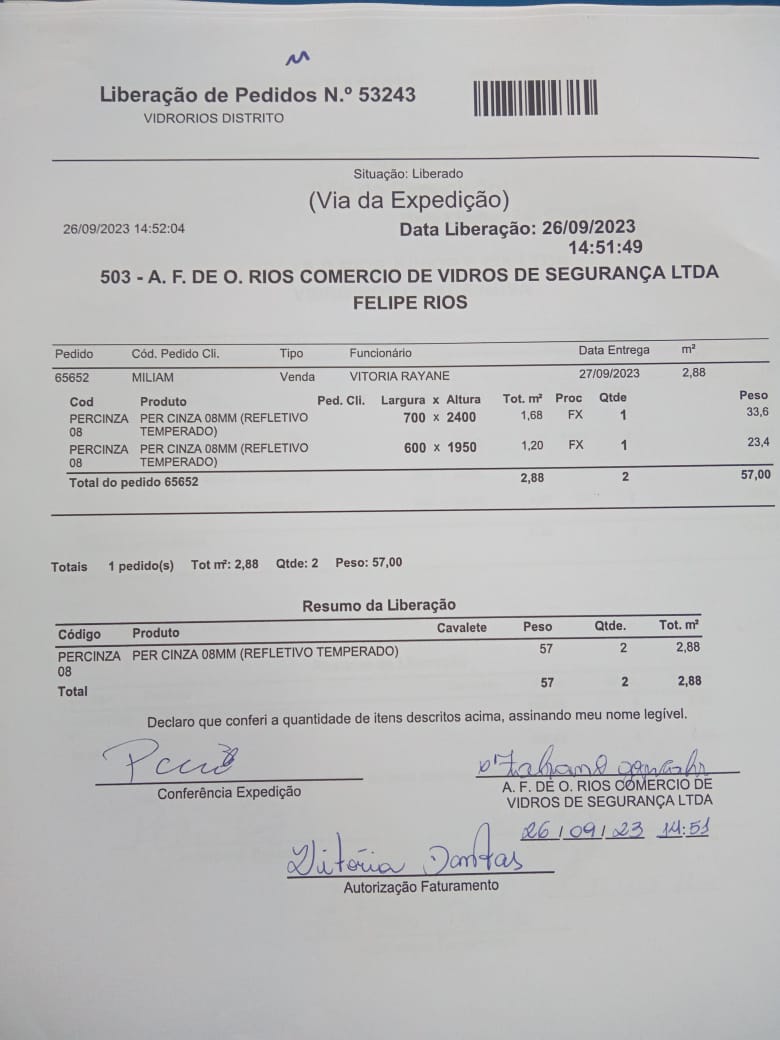 Liberação de Pedidos N.º 53243
VIDRORIOS DISTRITO
Situação: Liberado
(Via da Expedição)
26/09/2023 14:52:04
Data Liberação: 26/09/2023
14:51:49
503 - A. F. DE O. RIOS COMERCIO DE VIDROS DE SEGURANÇA LTDA
FELIPE RIOS
Pedido Cód. Pedido Cli. Tipo Funcionário Data Entrega m²
65652 MILIAM Venda VITORIA RAYANE 27/09/2023 2,88
Cod Produto Ped. Cli. Largura x Altura Tot. m² Proc Qtde Peso
PERCINZA PER CINZA 08MM (REFLETIVO 700 x 2400 1,68 FX 1 33,6
08 TEMPERADO)
PERCINZA PER CINZA 08MM (REFLETIVO 600 x 1950 1,20 FX 1 23,4
08 TEMPERADO)
Total do pedido 65652 2,88 2 57,00
Totais 1 pedido(s) Tot m²: 2,88 Qtde: 2 Peso: 57,00
Resumo da Liberação
Código Produto Cavalete Peso Qtde. Tot. m²
PERCINZA PER CINZA 08MM (REFLETIVO TEMPERADO) 57 2 2,88
08
Total 57 2 2,88
Declaro que conferi a quantidade de itens descritos acima, assinando meu nome legível.
Conferência Expedição
A. F. DE O. RIOS COMERCIO DE
VIDROS DE SEGURANÇA LTDA
26/09/23 14:51
Vitória Dantas
Autorização Faturamento